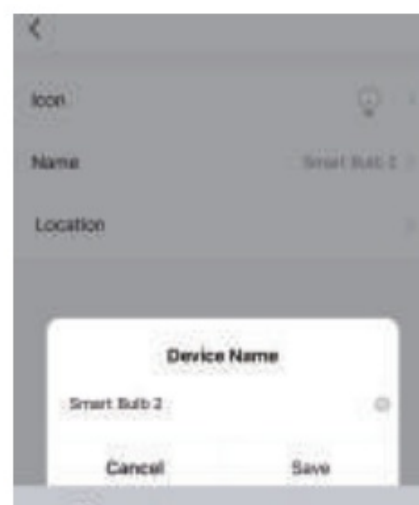 Icon
Name Smart Bulb 2
Location
Device Name
Smart Bulb 2
Cancel Save